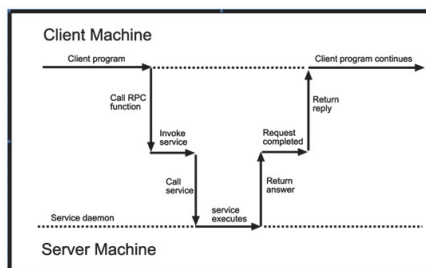 Client Machine
Client program
Client program continues
Call RPC
function
Return
reply
Invoke
service
Request
completed
Call
service
Return
answer
Service daemon
service
executes
Server Machine